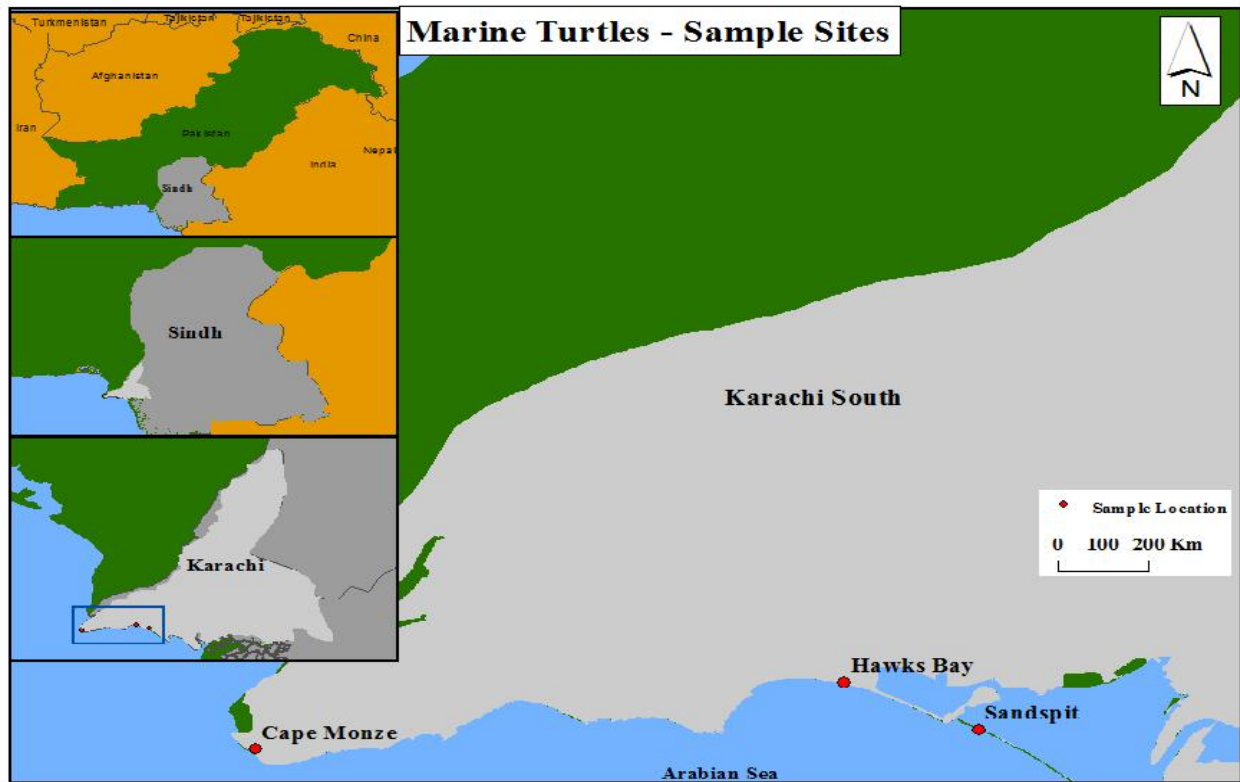 Marine Turtles - Sample Sites
N
Turkmenistan
Tajikistan
Tajikistan
China
Afghanistan
Iran
Pakistan
Nepal
India
Sindh
Sindh
Karachi
Karachi South
Sample Location
0 100 200 Km
Hawks Bay
Sandspit
Cape Monze
Arabian Sea